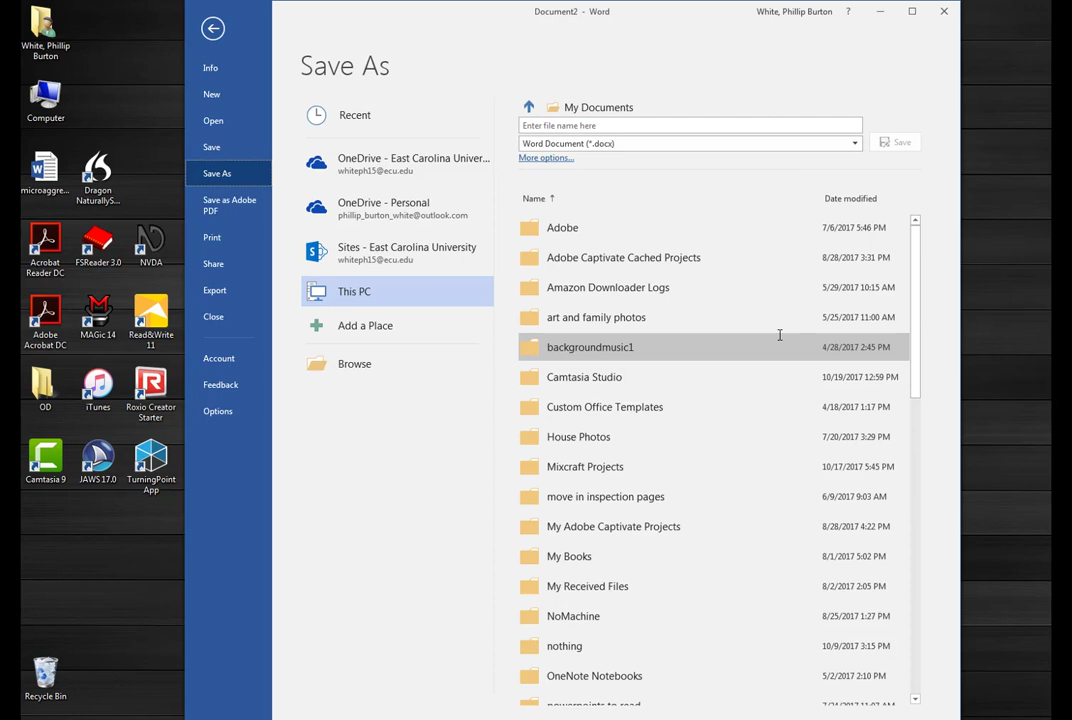 White, Phillip
Burton
Computer
microaggre...
Dragon
NaturallyS...
Acrobat
Reader DC
FSReader 3.0
NVDA
Adobe
Acrobat DC
MAGic 14
Read&Write
11
OD
iTunes
Roxio Creator
Starter
Camtasia 9
JAWS 17.0
TurningPoint
App
Recycle Bin
Document2 - Word
White, Phillip Burton
?
Info
New
Open
Save
Save As
Save as Adobe
PDF
Print
Share
Export
Close
Account
Feedback
Options
Save As
Recent
OneDrive - East Carolina Univer...
whiteph15@ecu.edu
OneDrive - Personal
phillip_burton_white@outlook.com
Sites - East Carolina University
whiteph15@ecu.edu
This PC
Add a Place
Browse
My Documents
Enter file name here
Word Document (*.docx)
Save
More options...
Name ↑ Date modified
Adobe 7/6/2017 5:46 PM
Adobe Captivate Cached Projects 8/28/2017 3:31 PM
Amazon Downloader Logs 5/29/2017 10:15 AM
art and family photos 5/25/2017 11:00 AM
backgroundmusic1 4/28/2017 2:45 PM
Camtasia Studio 10/19/2017 12:59 PM
Custom Office Templates 4/18/2017 1:17 PM
House Photos 7/20/2017 3:29 PM
Mixcraft Projects 10/17/2017 5:45 PM
move in inspection pages 6/9/2017 9:03 AM
My Adobe Captivate Projects 8/28/2017 4:22 PM
My Books 8/1/2017 5:02 PM
My Received Files 8/2/2017 2:05 PM
NoMachine 8/25/2017 1:27 PM
nothing 10/9/2017 3:15 PM
OneNote Notebooks 5/2/2017 2:10 PM
powerpoints to read